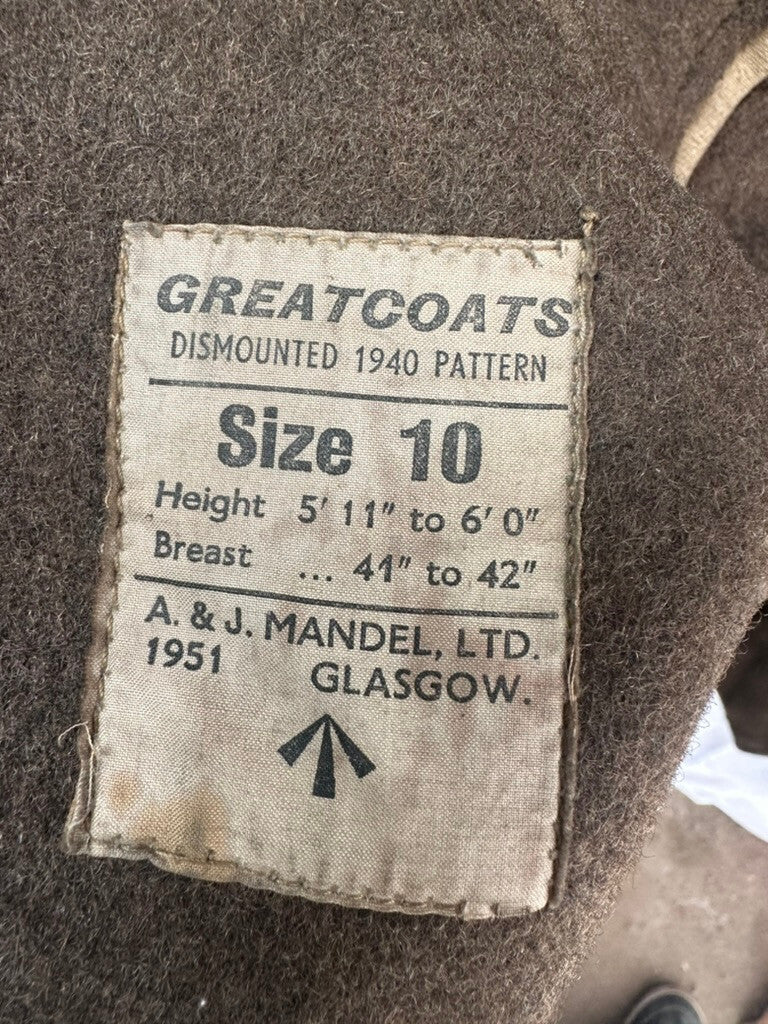 GREATCOATS
DISMOUNTED 1940 PATTERN
Size 10
Height 5' 11" to 6' 0"
Breast ... 41" to 42"
A. & J. MANDEL, LTD.
1951 GLASGOW.